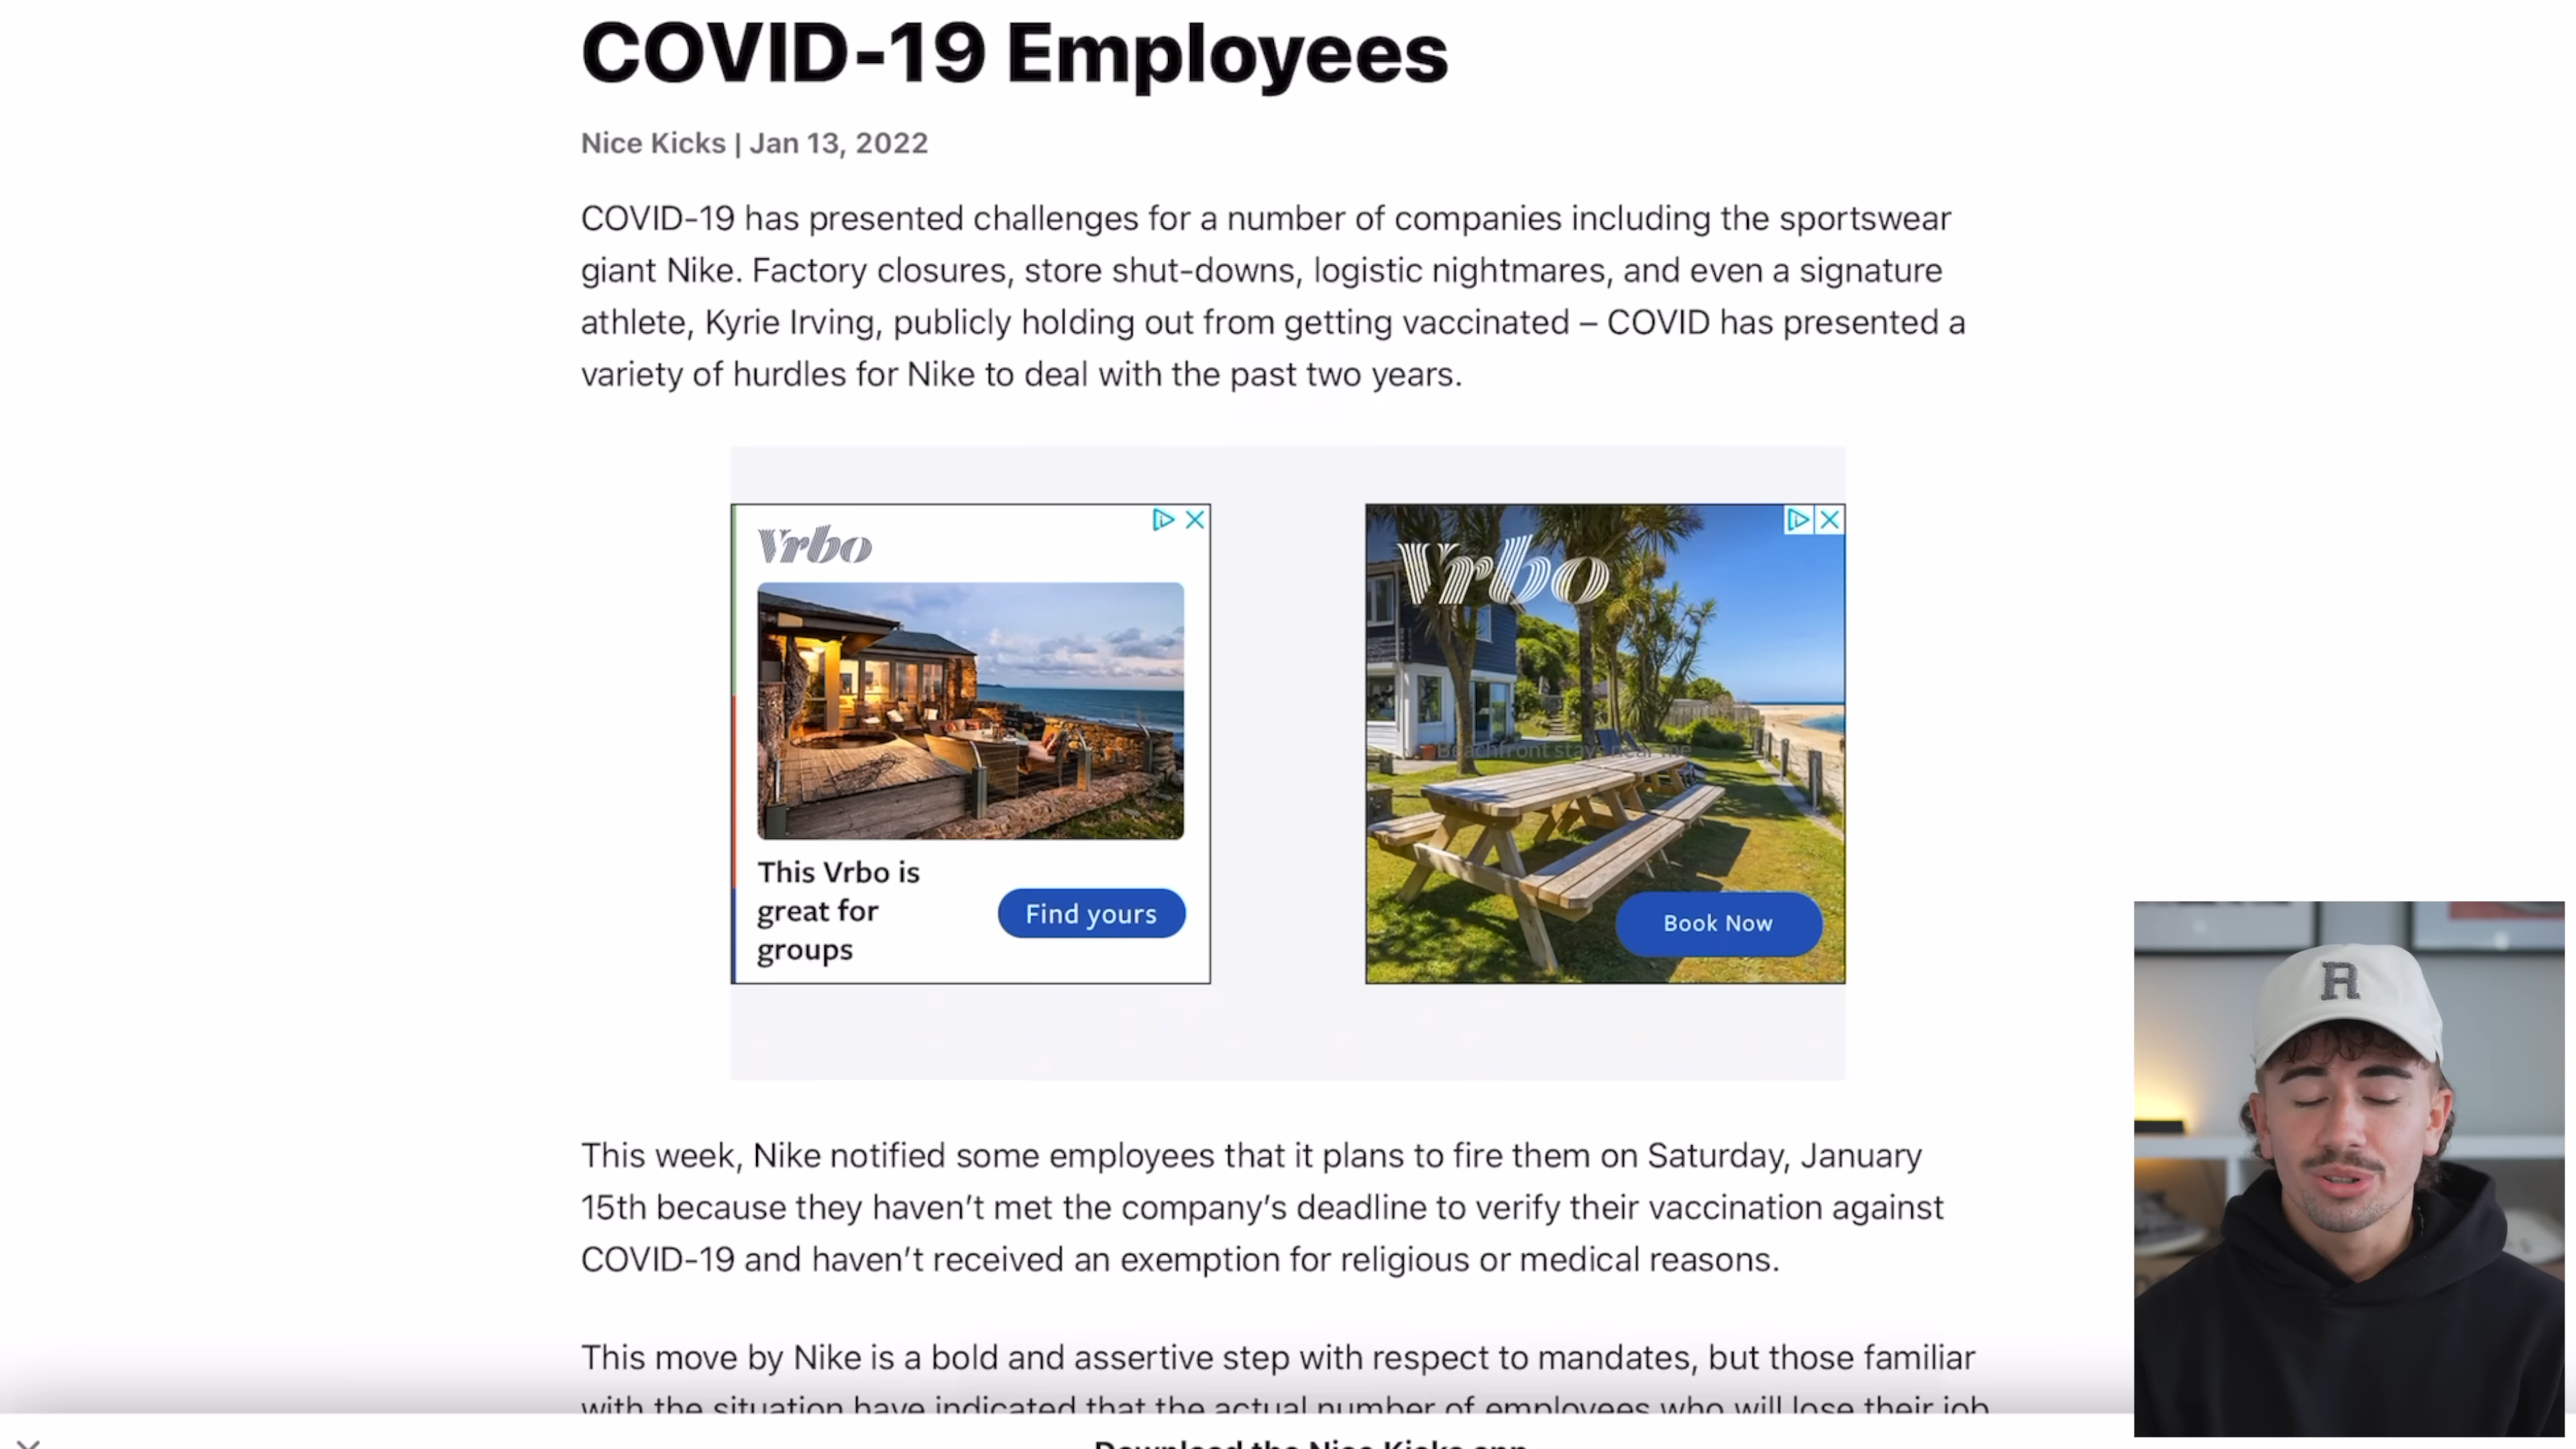 COVID-19 Employees
Nice Kicks | Jan 13, 2022
COVID-19 has presented challenges for a number of companies including the sportswear
giant Nike. Factory closures, store shut-downs, logistic nightmares, and even a signature
athlete, Kyrie Irving, publicly holding out from getting vaccinated – COVID has presented a
variety of hurdles for Nike to deal with the past two years.
Vrbo
This Vrbo is
great for
groups
Find yours
Vrbo
Beachfront stays near me
Book Now
R
This week, Nike notified some employees that it plans to fire them on Saturday, January
15th because they haven’t met the company’s deadline to verify their vaccination against
COVID-19 and haven’t received an exemption for religious or medical reasons.
This move by Nike is a bold and assertive step with respect to mandates, but those familiar
with the situation have indicated that the actual number of employees who will lose their job
Download the Nice Kicks app